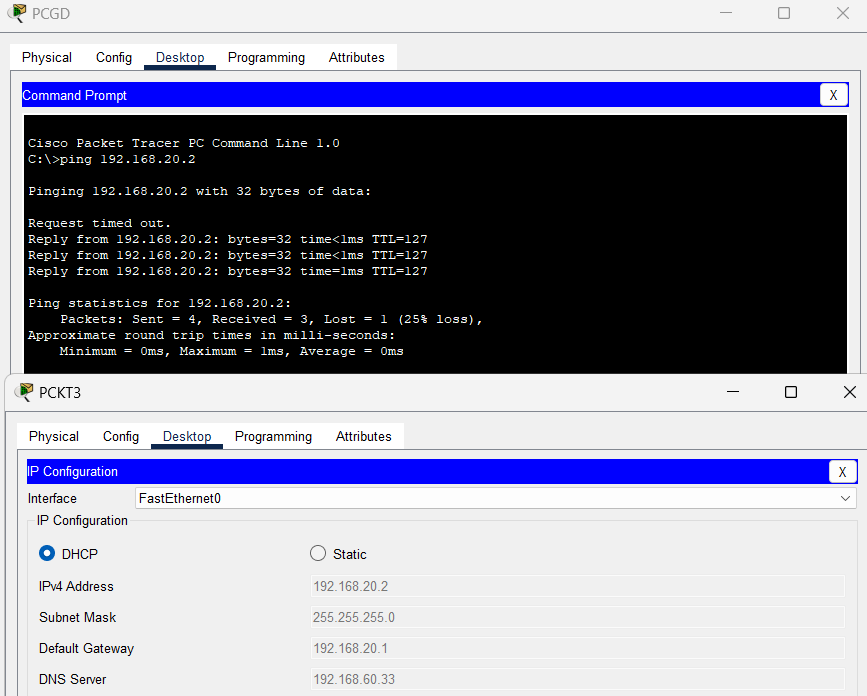 PCGD
Physical Config Desktop Programming Attributes
Command Prompt X
Cisco Packet Tracer PC Command Line 1.0
C:\>ping 192.168.20.2
Pinging 192.168.20.2 with 32 bytes of data:
Request timed out.
Reply from 192.168.20.2: bytes=32 time<1ms TTL=127
Reply from 192.168.20.2: bytes=32 time<1ms TTL=127
Reply from 192.168.20.2: bytes=32 time=1ms TTL=127
Ping statistics for 192.168.20.2:
Packets: Sent = 4, Received = 3, Lost = 1 (25% loss),
Approximate round trip times in milli-seconds:
Minimum = 0ms, Maximum = 1ms, Average = 0ms
PCKT3
Physical Config Desktop Programming Attributes
IP Configuration X
Interface FastEthernet0
IP Configuration
DHCP Static
IPv4 Address 192.168.20.2
Subnet Mask 255.255.255.0
Default Gateway 192.168.20.1
DNS Server 192.168.60.33